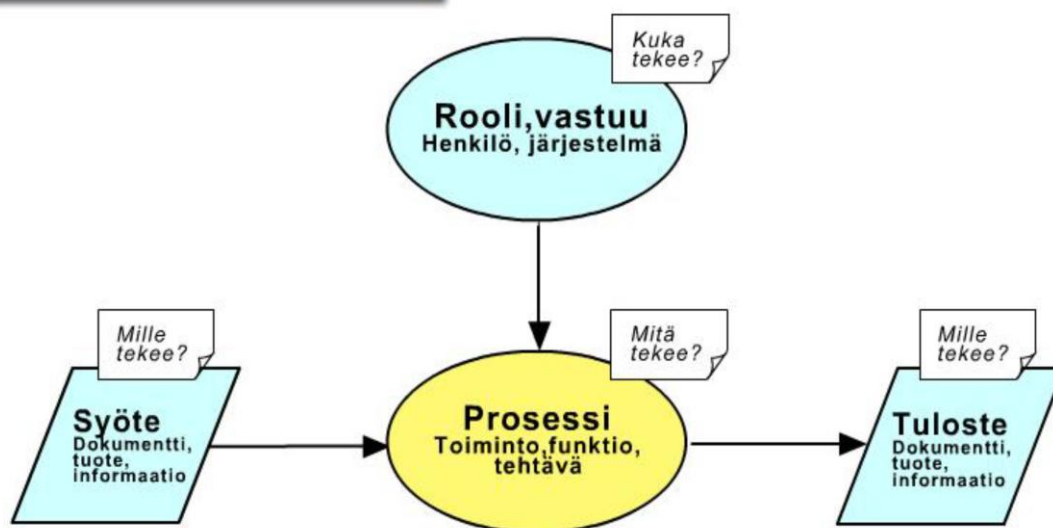 Kuka
tekee?
Rooli,vastuu
Henkilö, järjestelmä
Mille
tekee?
Syöte
Dokumentti,
tuote,
informaatio
Mitä
tekee?
Prosessi
Toiminto,funktio,
tehtävä
Mille
tekee?
Tuloste
Dokumentti,
tuote,
informaatio